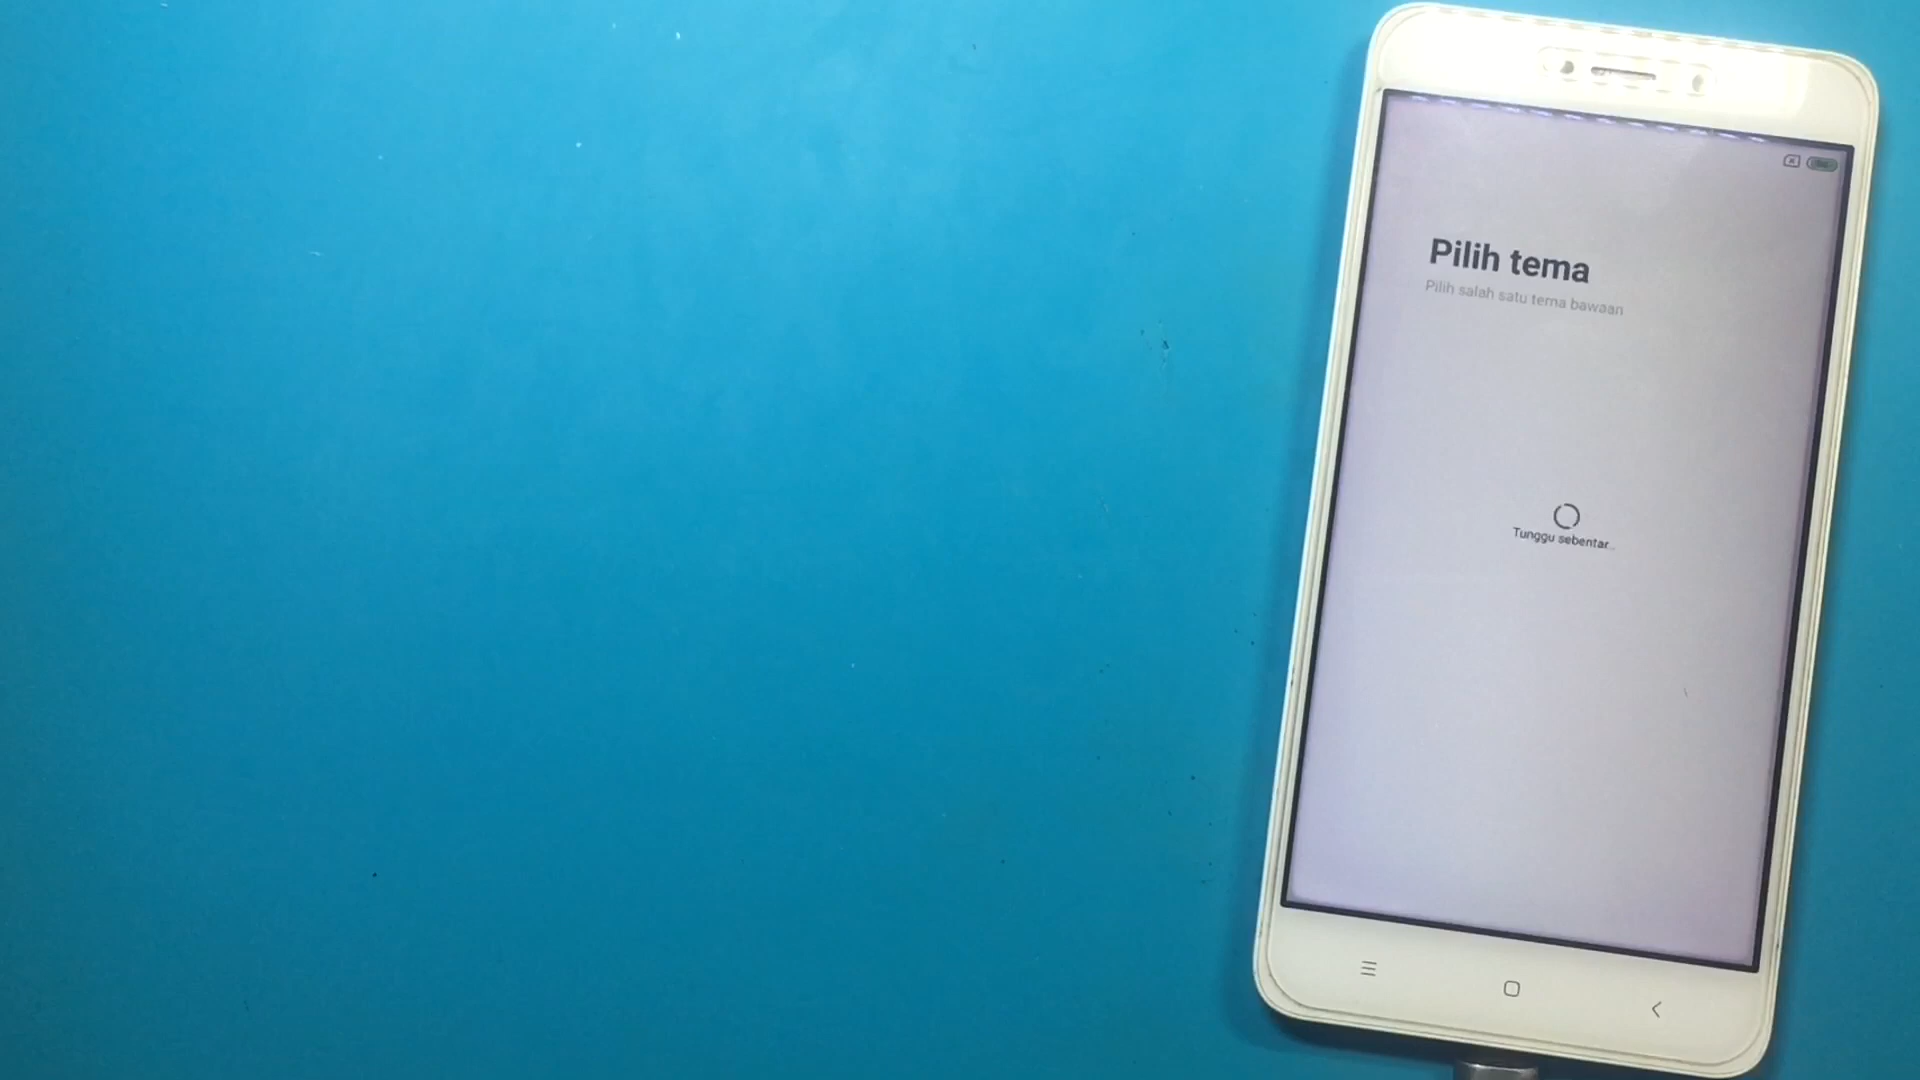 Pilih tema
Pilih salah satu tema bawaan
Tunggu sebentar...